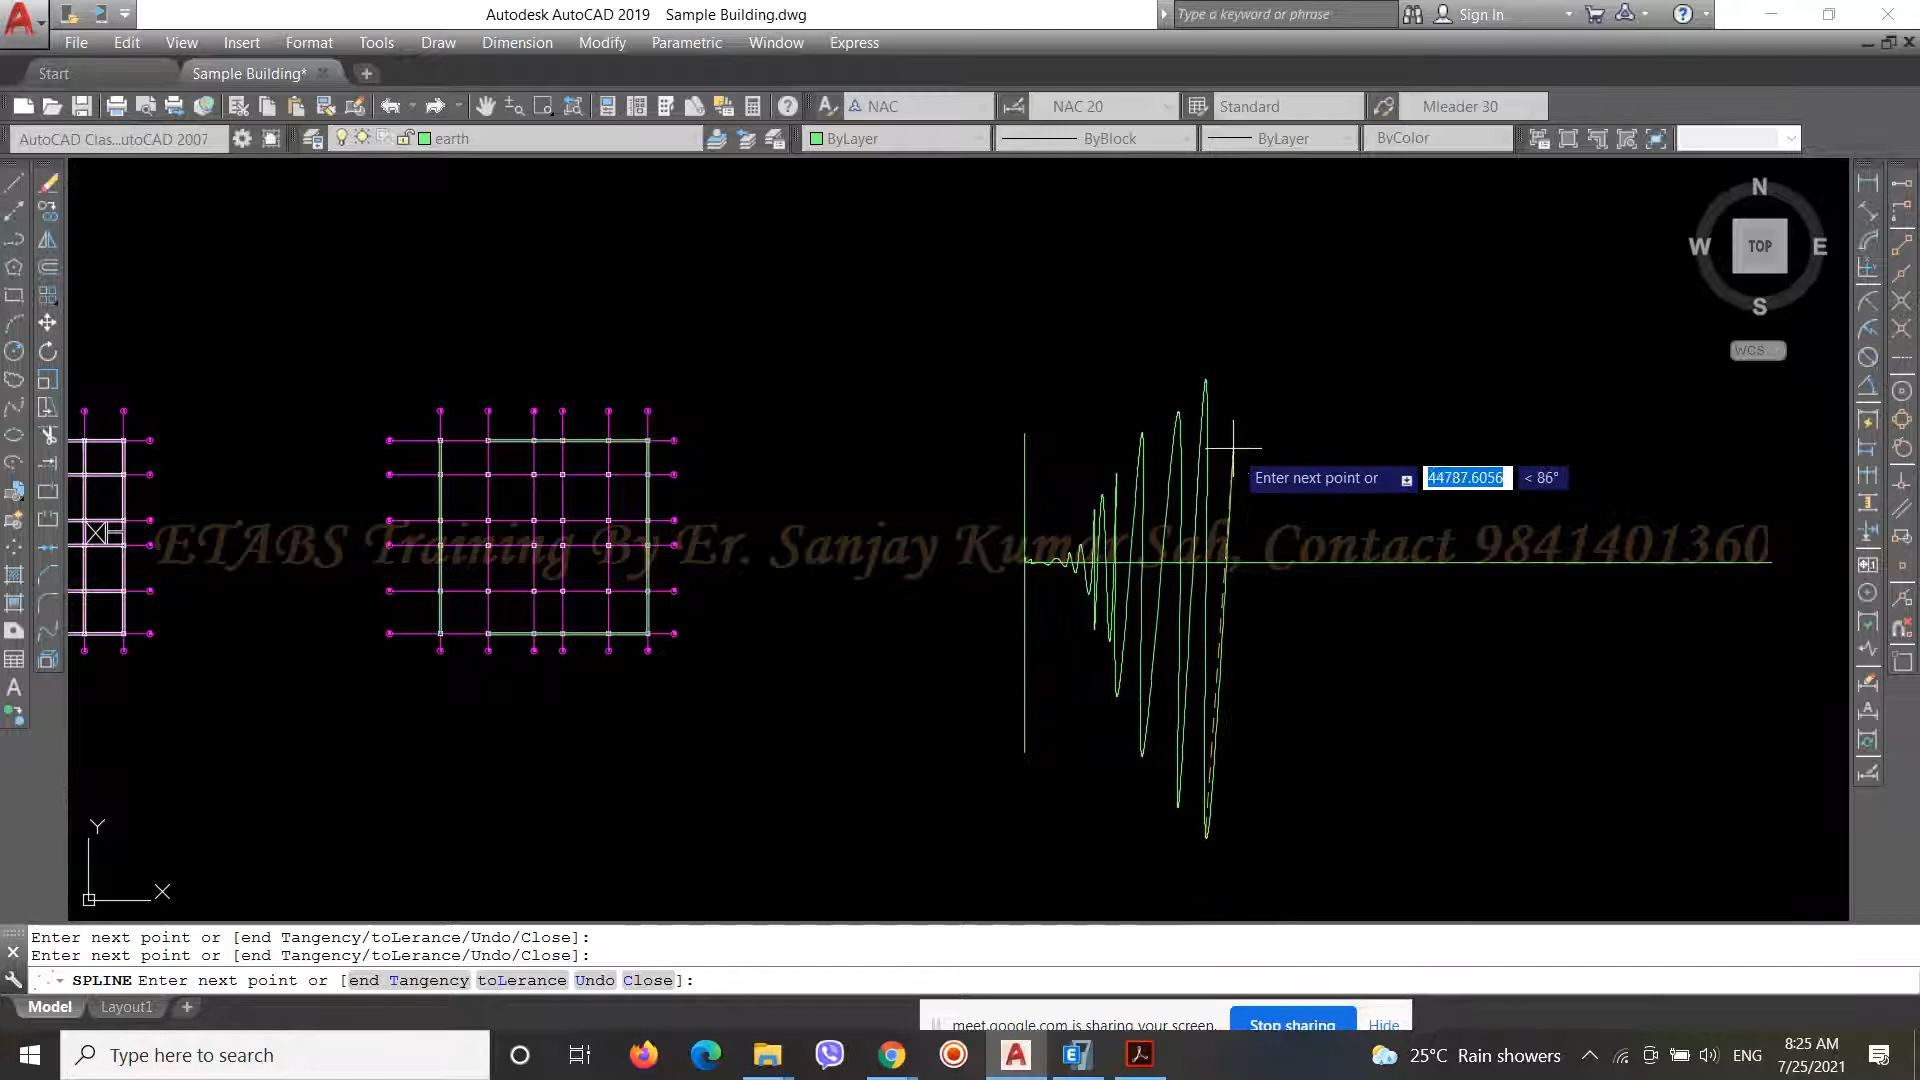 Autodesk AutoCAD 2019 Sample Building.dwg
Type a keyword or phrase
Sign In
File Edit View Insert Format Tools Draw Dimension Modify Parametric Window Express
Start
Sample Building*
NAC
NAC 20
Standard
Mleader 30
AutoCAD Clas...utoCAD 2007
earth
ByLayer
ByBlock
ByLayer
ByColor
N
W TOP E
S
WCS
Enter next point or 44787.6056 < 86°
ETABS Training By Er. Sanjay Kumar Sah, Contact 9841401360
Y
X
Enter next point or [end Tangency/toLerance/Undo/Close]:
Enter next point or [end Tangency/toLerance/Undo/Close]:
SPLINE Enter next point or [end Tangency toLerance Undo Close]:
Model Layout1
meet.google.com is sharing your screen. Stop sharing Hide
Type here to search
25°C Rain showers
ENG
8:25 AM
7/25/2021